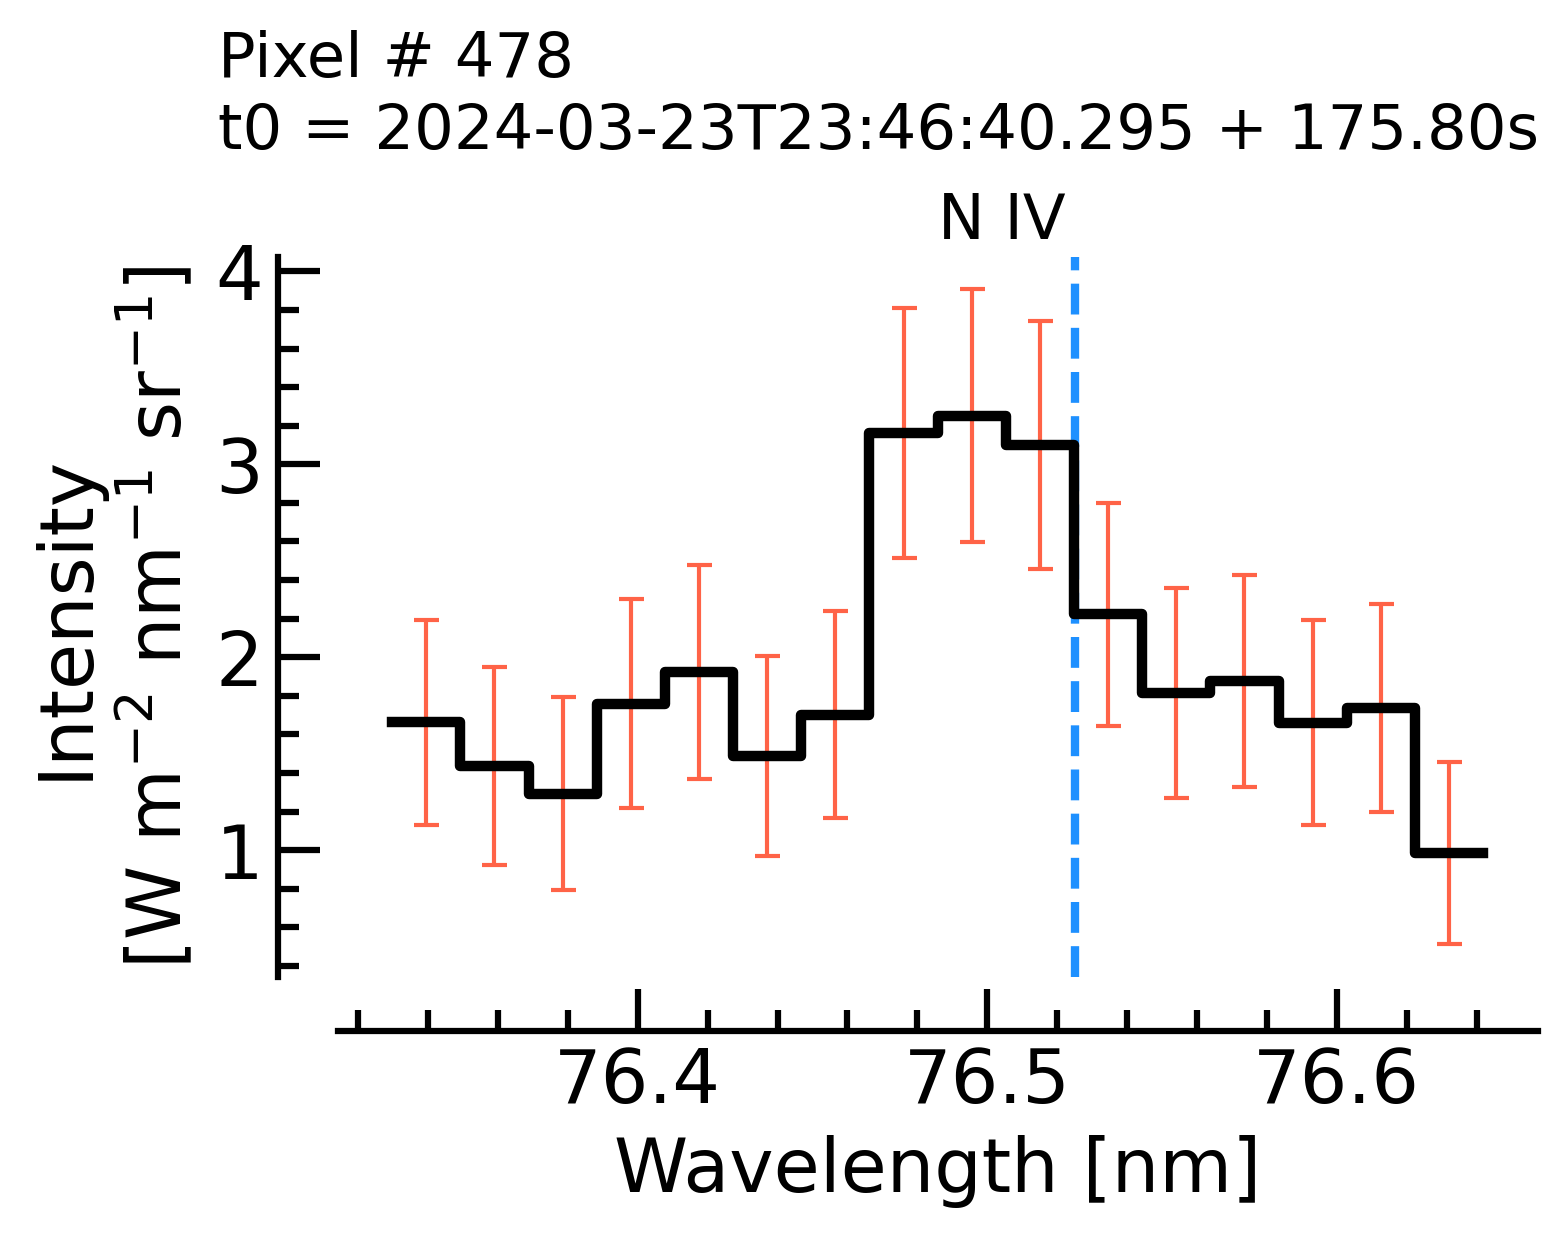 Pixel # 478
t0 = 2024-03-23T23:46:40.295 + 175.80s
N IV
Intensity
[W m⁻² nm⁻¹ sr⁻¹]
4
3
2
1
76.4 76.5 76.6
Wavelength [nm]